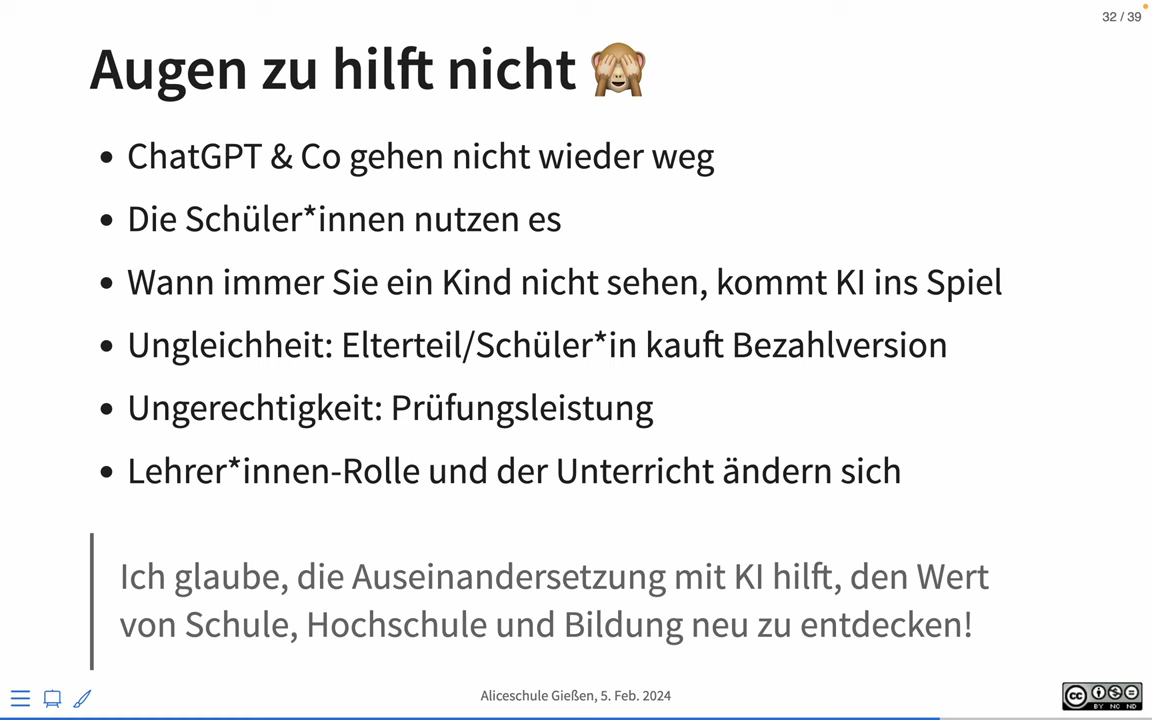 32 / 39
Augen zu hilft nicht 🙈
• ChatGPT & Co gehen nicht wieder weg
• Die Schüler*innen nutzen es
• Wann immer Sie ein Kind nicht sehen, kommt KI ins Spiel
• Ungleichheit: Elterteil/Schüler*in kauft Bezahlversion
• Ungerechtigkeit: Prüfungsleistung
• Lehrer*innen-Rolle und der Unterricht ändern sich
Ich glaube, die Auseinandersetzung mit KI hilft, den Wert
von Schule, Hochschule und Bildung neu zu entdecken!
Aliceschule Gießen, 5. Feb. 2024
cc
BY NC ND